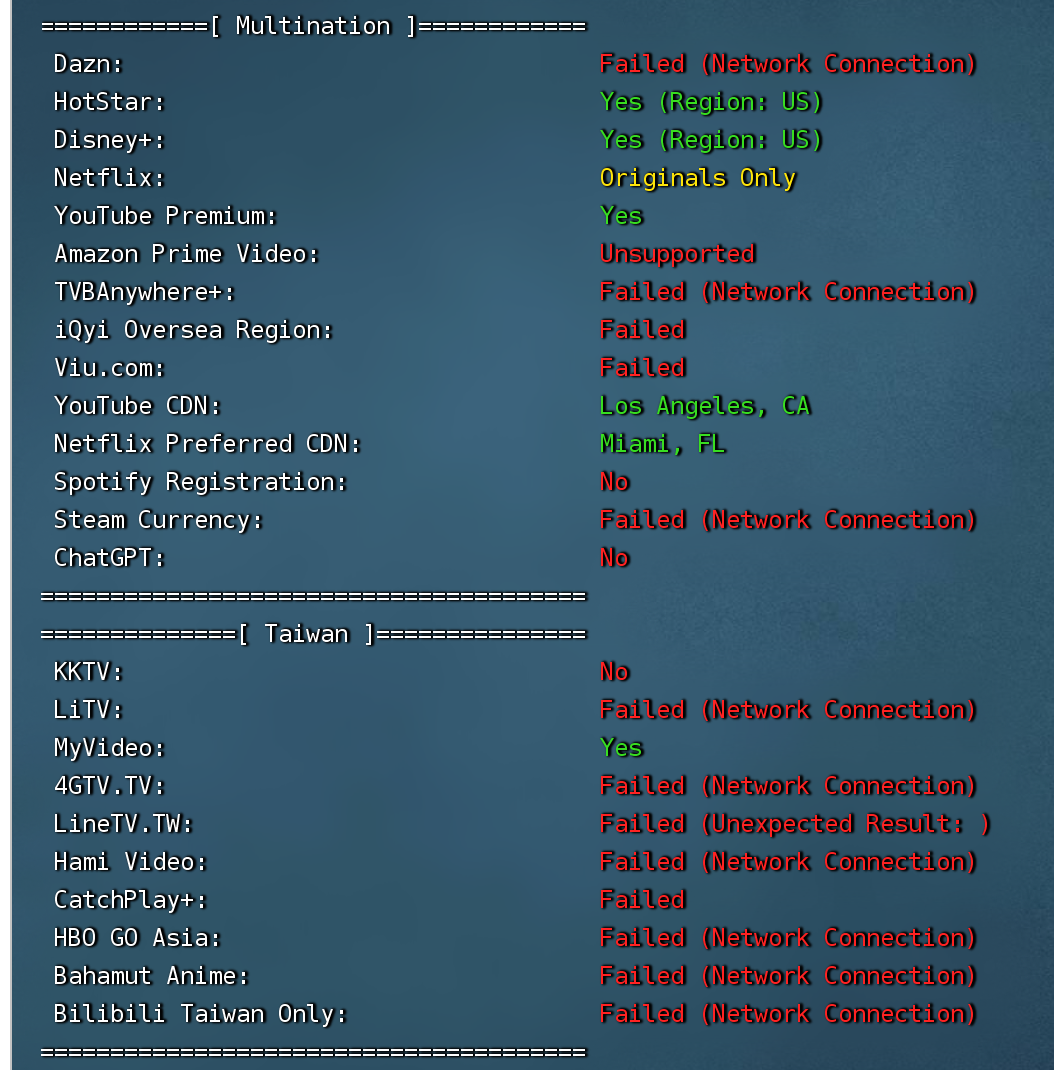 ============[ Multination ]============
Dazn: Failed (Network Connection)
HotStar: Yes (Region: US)
Disney+: Yes (Region: US)
Netflix: Originals Only
YouTube Premium: Yes
Amazon Prime Video: Unsupported
TVBAnywhere+: Failed (Network Connection)
iQyi Oversea Region: Failed
Viu.com: Failed
YouTube CDN: Los Angeles, CA
Netflix Preferred CDN: Miami, FL
Spotify Registration: No
Steam Currency: Failed (Network Connection)
ChatGPT: No
=======================================
==============[ Taiwan ]===============
KKTV: No
LiTV: Failed (Network Connection)
MyVideo: Yes
4GTV.TV: Failed (Network Connection)
LineTV.TW: Failed (Unexpected Result: )
Hami Video: Failed (Network Connection)
CatchPlay+: Failed
HBO GO Asia: Failed (Network Connection)
Bahamut Anime: Failed (Network Connection)
Bilibili Taiwan Only: Failed (Network Connection)
=======================================